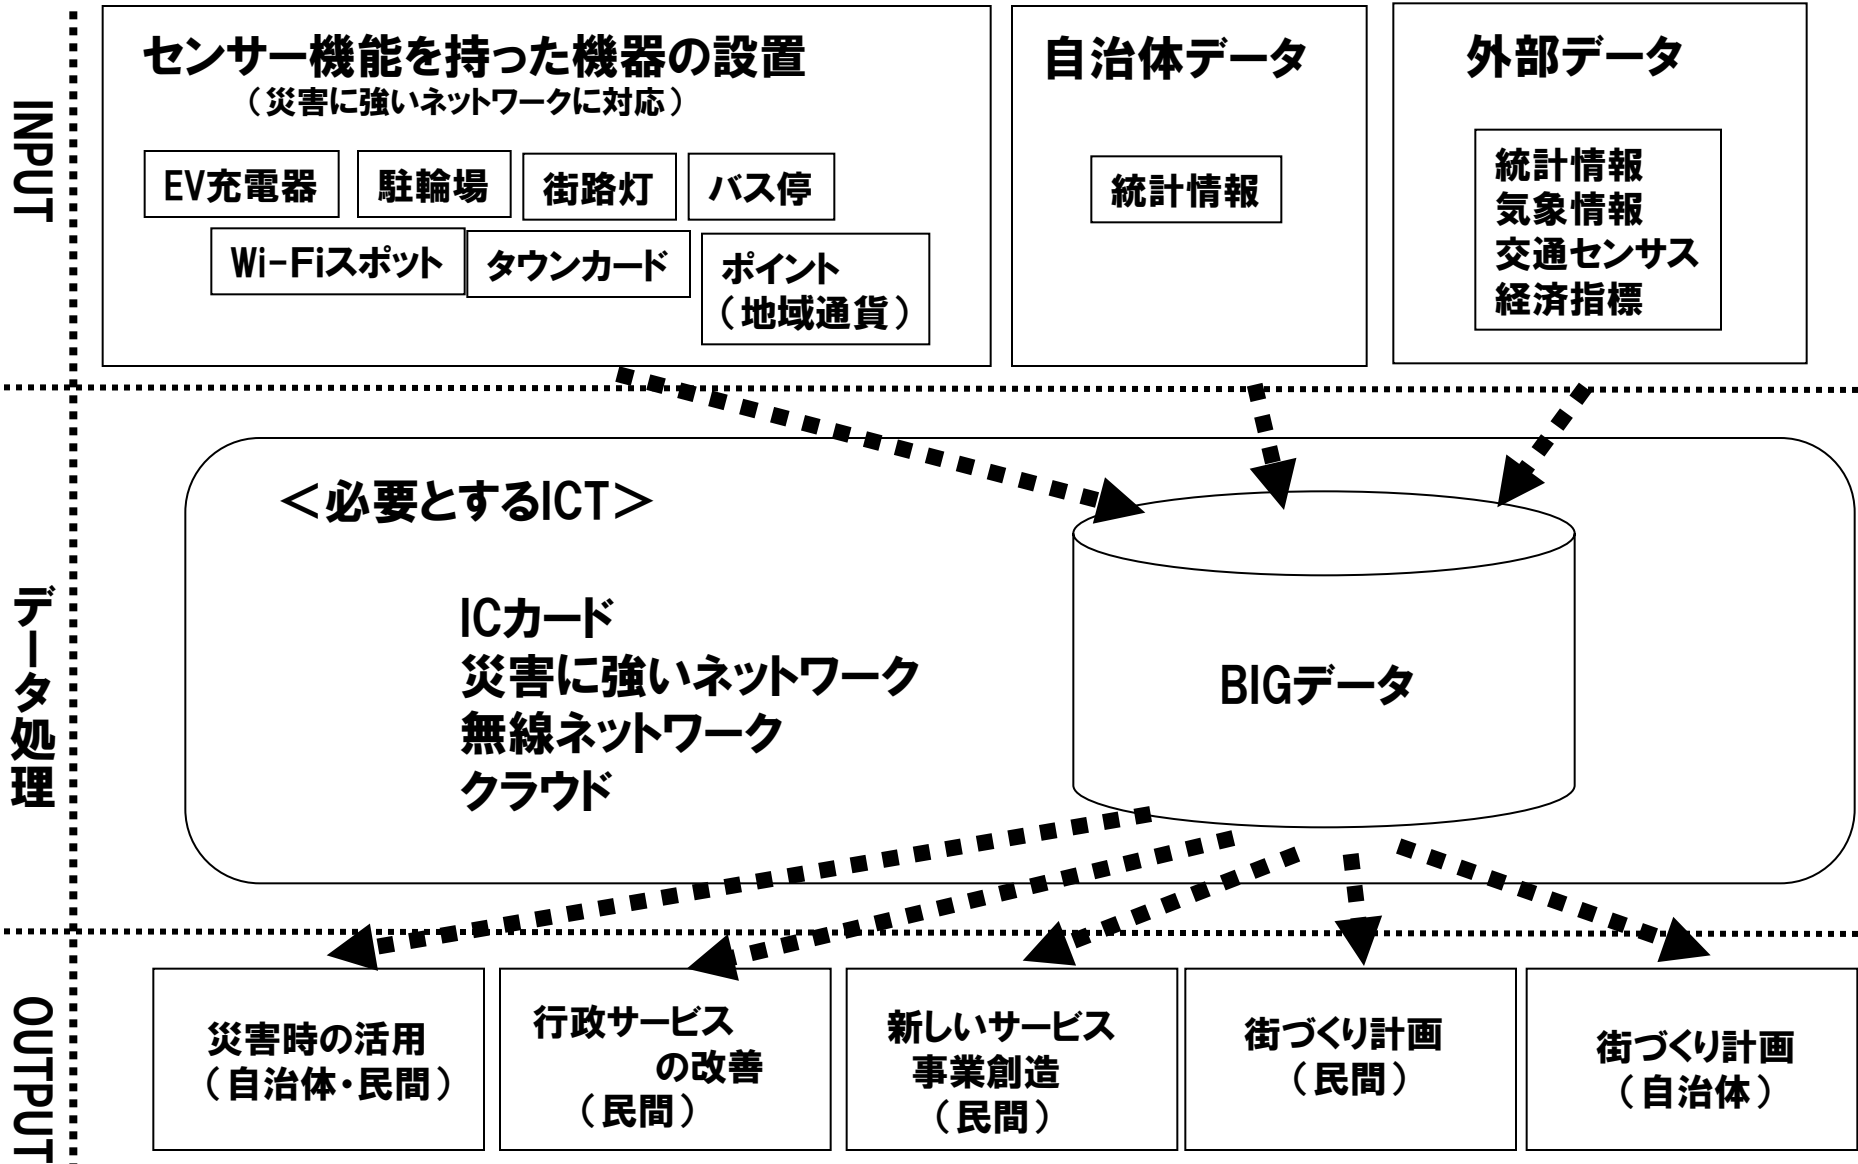 INPUT
センサー機能を持った機器の設置
（災害に強いネットワークに対応）
EV充電器
駐輪場
街路灯
バス停
Wi-Fiスポット
タウンカード
ポイント
（地域通貨）
自治体データ
統計情報
外部データ
統計情報
気象情報
交通センサス
経済指標
データ処理
＜必要とするICT＞
ICカード
災害に強いネットワーク
無線ネットワーク
クラウド
BIGデータ
OUTPUT
災害時の活用
（自治体・民間）
行政サービス
の改善
（民間）
新しいサービス
事業創造
（民間）
街づくり計画
（民間）
街づくり計画
（自治体）